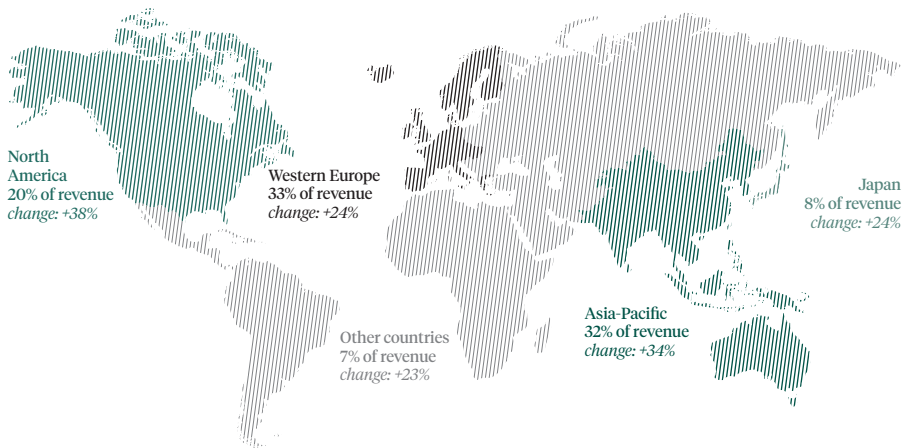 North
America
20% of revenue
change: +38%
Western Europe
33% of revenue
change: +24%
Japan
8% of revenue
change: +24%
Other countries
7% of revenue
change: +23%
Asia-Pacific
32% of revenue
change: +34%